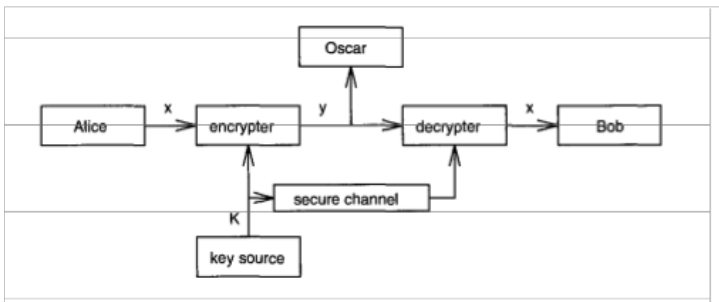 Oscar
x
y
x
Alice
encrypter
decrypter
Bob
secure channel
K
key source